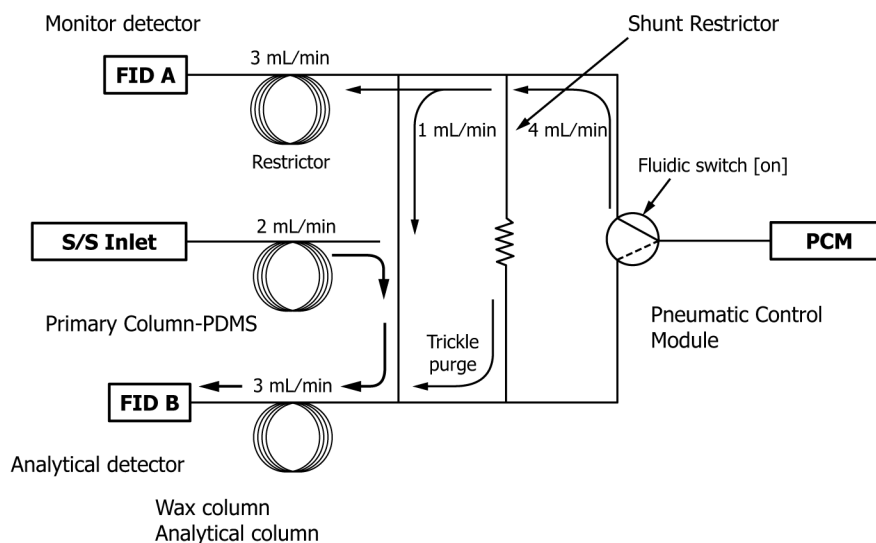 Monitor detector
Shunt Restrictor
3 mL/min
FID A
1 mL/min
4 mL/min
Restrictor
Fluidic switch [on]
2 mL/min
S/S Inlet
PCM
Primary Column-PDMS
Pneumatic Control
Module
Trickle
purge
3 mL/min
FID B
Analytical detector
Wax column
Analytical column